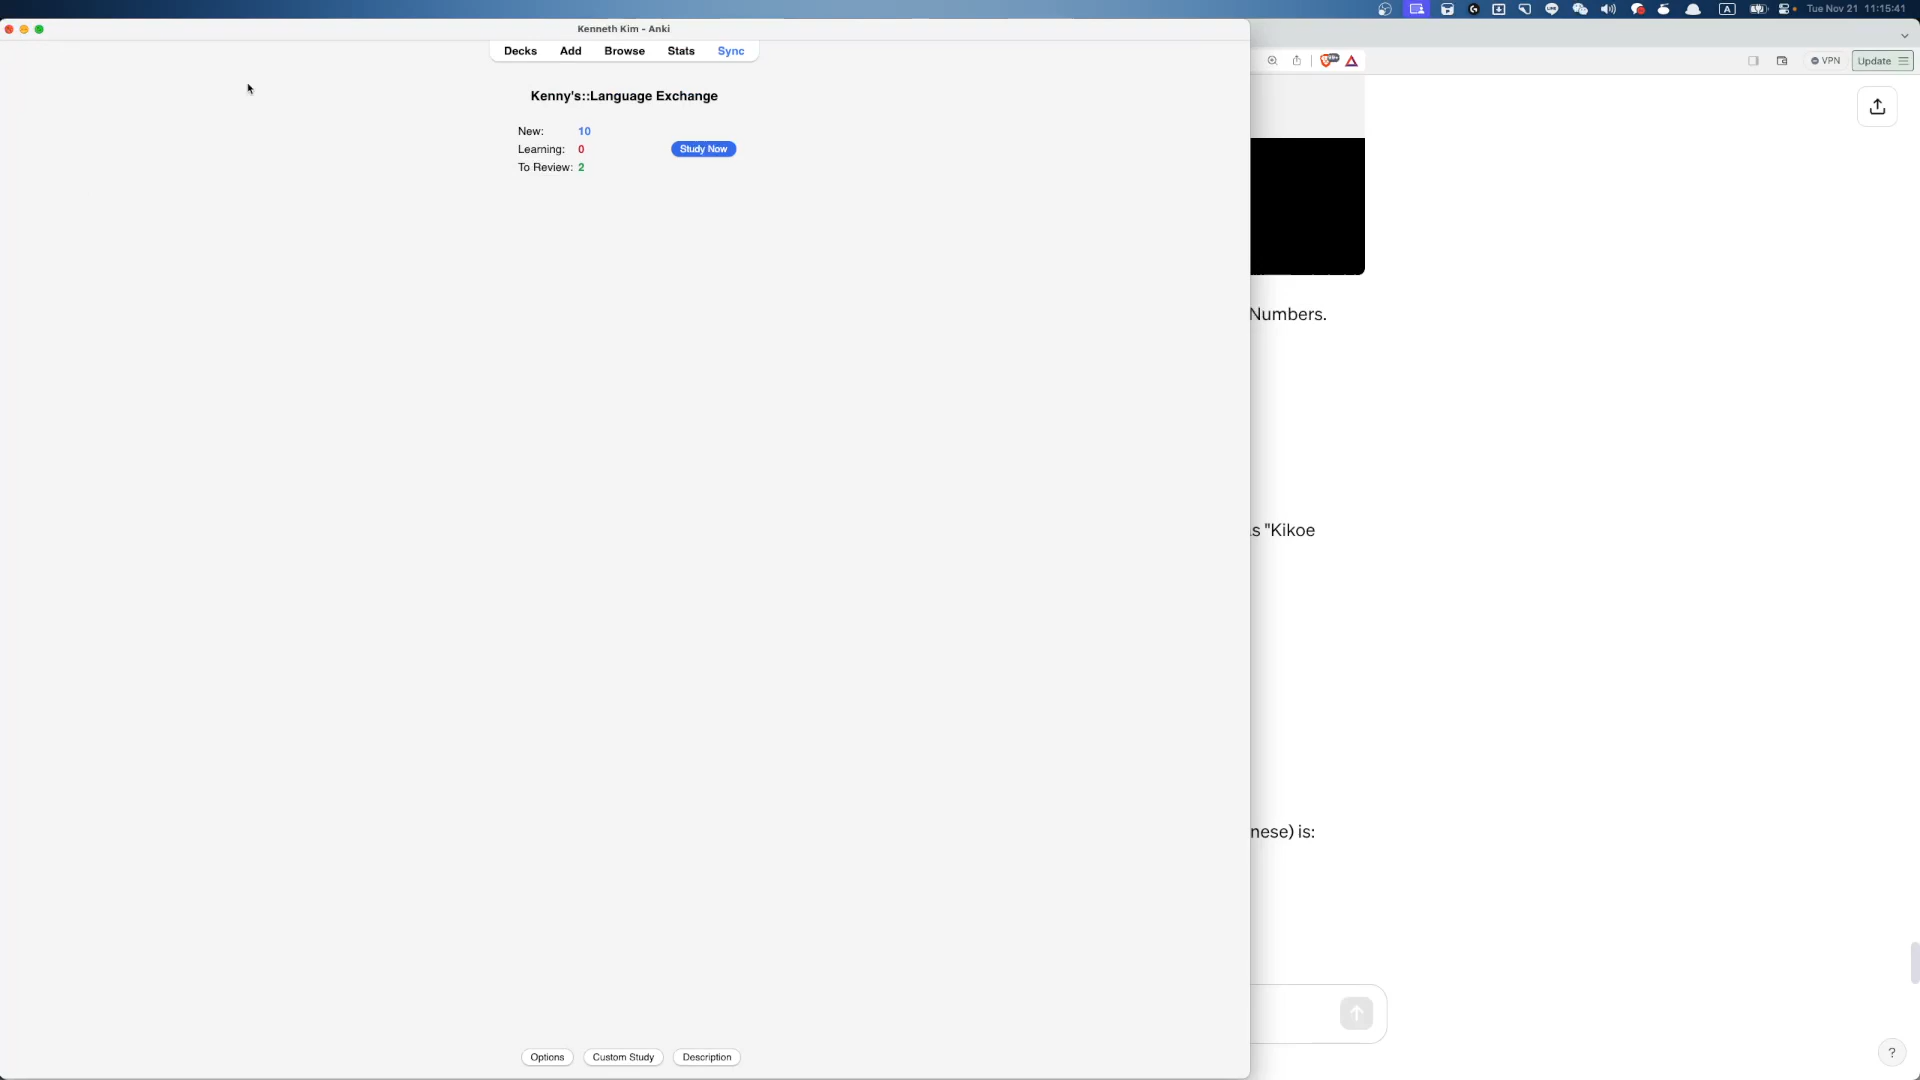 Tue Nov 21 11:15:41
Kenneth Kim - Anki
Decks Add Browse Stats Sync
VPN
Update
Kenny's::Language Exchange
New: 10
Learning: 0
To Review: 2
Study Now
Numbers.
s "Kikoe
nese) is:
Options Custom Study Description
?